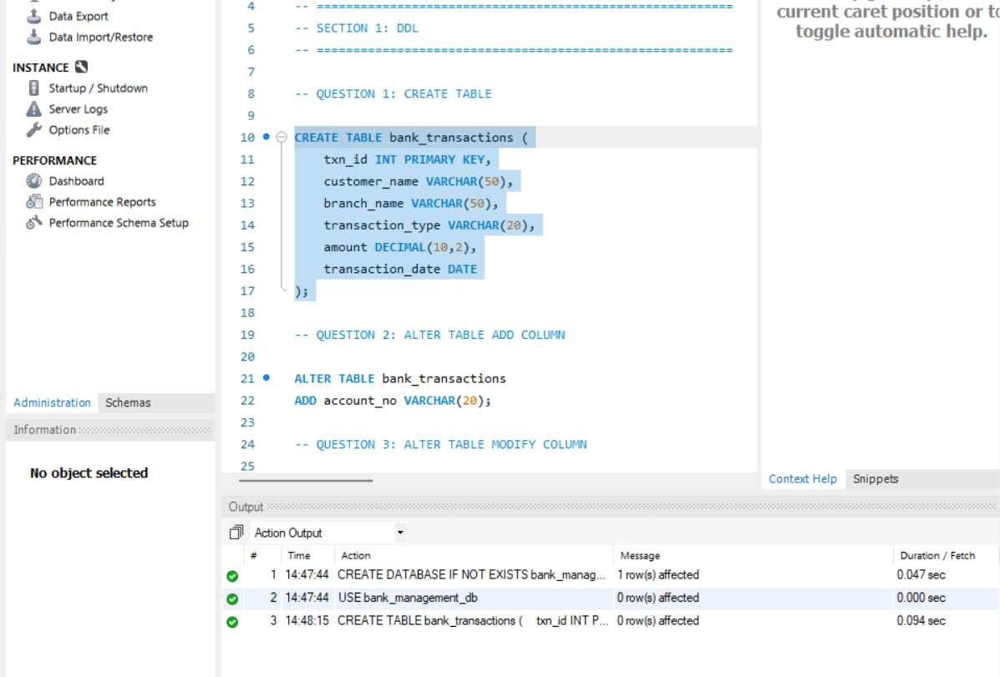 Data Export
Data Import/Restore
INSTANCE
Startup / Shutdown
Server Logs
Options File
PERFORMANCE
Dashboard
Performance Reports
Performance Schema Setup
Administration Schemas
Information
No object selected
4 -- =========================================================
5 -- SECTION 1: DDL
6 -- =========================================================
7
8 -- QUESTION 1: CREATE TABLE
9
10 CREATE TABLE bank_transactions (
11 txn_id INT PRIMARY KEY,
12 customer_name VARCHAR(50),
13 branch_name VARCHAR(50),
14 transaction_type VARCHAR(20),
15 amount DECIMAL(10,2),
16 transaction_date DATE
17 );
18
19 -- QUESTION 2: ALTER TABLE ADD COLUMN
20
21 ALTER TABLE bank_transactions
22 ADD account_no VARCHAR(20);
23
24 -- QUESTION 3: ALTER TABLE MODIFY COLUMN
25
current caret position or to
toggle automatic help.
Context Help Snippets
Output
Action Output
# Time Action Message Duration / Fetch
1 14:47:44 CREATE DATABASE IF NOT EXISTS bank_manag... 1 row(s) affected 0.047 sec
2 14:47:44 USE bank_management_db 0 row(s) affected 0.000 sec
3 14:48:15 CREATE TABLE bank_transactions ( txn_id INT P... 0 row(s) affected 0.094 sec